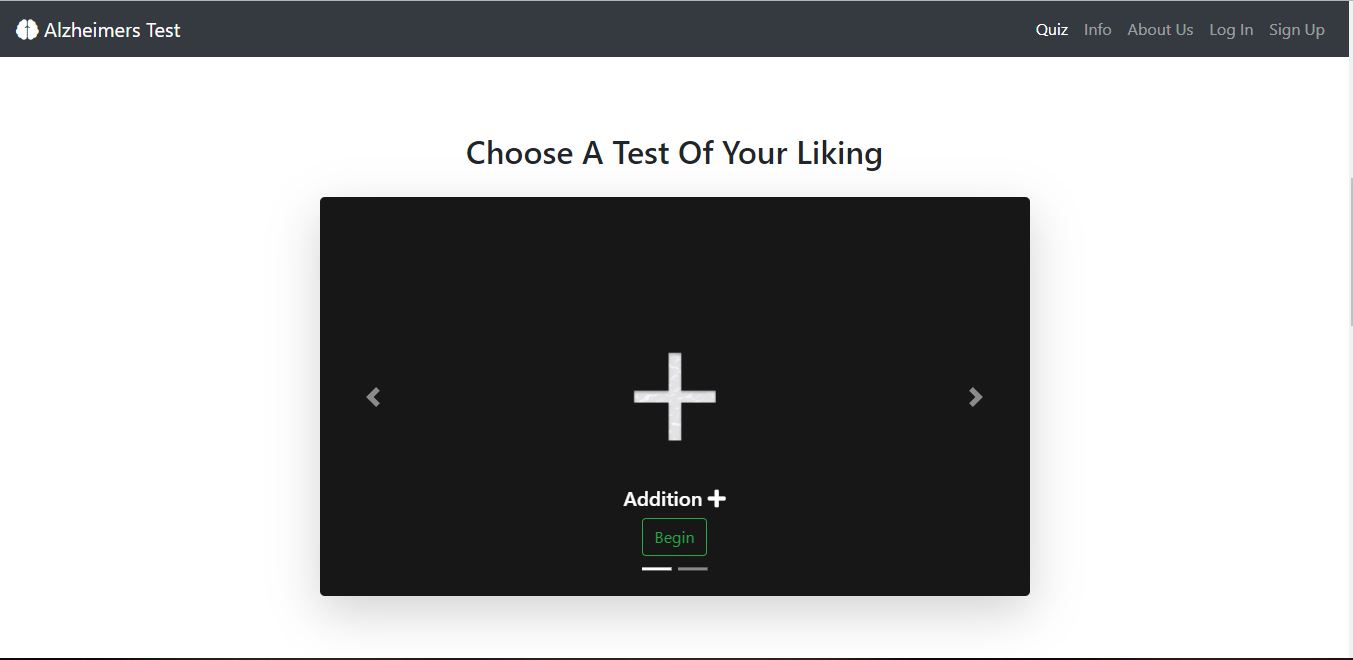 Alzheimers Test
Quiz Info About Us Log In Sign Up
Choose A Test Of Your Liking
Addition
Begin